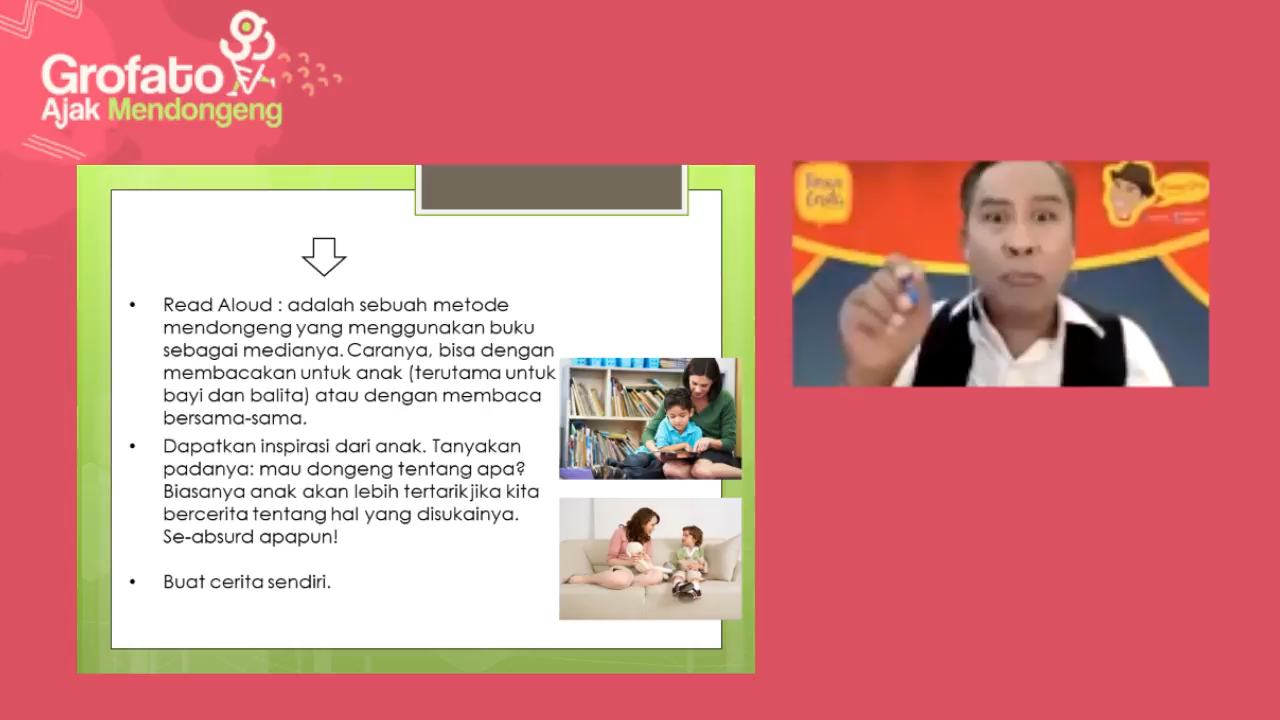 Grofato
Ajak Mendongeng
Read Aloud : adalah sebuah metode
mendongeng yang menggunakan buku
sebagai medianya. Caranya, bisa dengan
membacakan untuk anak (terutama untuk
bayi dan balita) atau dengan membaca
bersama-sama.
Dapatkan inspirasi dari anak. Tanyakan
padanya: mau dongeng tentang apa?
Biasanya anak akan lebih tertarik jika kita
bercerita tentang hal yang disukainya.
Se-absurd apapun!
Buat cerita sendiri.